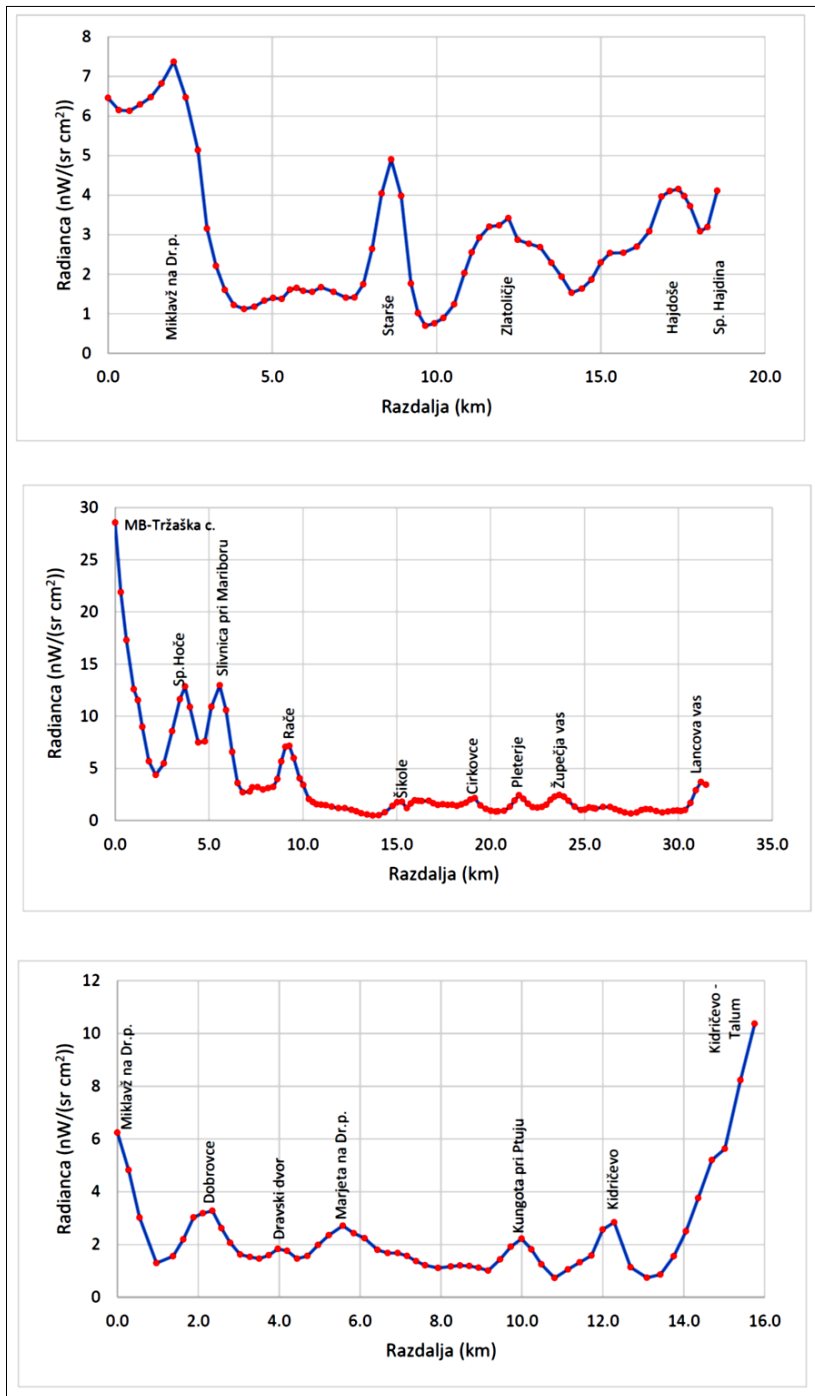 8
7
6
5
4
3
2
1
0
Radianca (nW/(sr cm²))
Miklavž na Dr.p.
Starše
Zlatoličje
Hajdoše
Sp. Hajdina
0.0 5.0 10.0 15.0 20.0
Razdalja (km)
30
25
20
15
10
5
0
Radianca (nW/(sr cm²))
MB-Tržaška c.
Sp.Hoče
Slivnica pri Mariboru
Rače
Šikole
Cirkovce
Pleterje
Župečja vas
Lancova vas
0.0 5.0 10.0 15.0 20.0 25.0 30.0 35.0
Razdalja (km)
12
10
8
6
4
2
0
Radianca (nW/(sr cm²))
Miklavž na Dr.p.
Dobrovce
Dravski dvor
Marjeta na Dr.p.
Kungota pri Ptuju
Kidričevo
Kidričevo -
Talum
0.0 2.0 4.0 6.0 8.0 10.0 12.0 14.0 16.0
Razdalja (km)